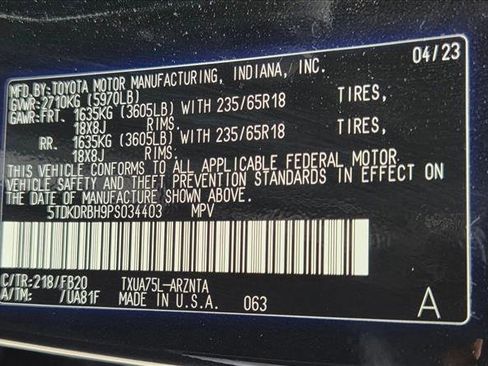 04/23
MFD.BY:TOYOTA MOTOR MANUFACTURING, INDIANA, INC.
GVWR:2710KG (5970LB)
GAWR:FRT. 1635KG (3605LB) WITH 235/65R18 TIRES,
18X8J RIMS.
RR. 1635KG (3605LB) WITH 235/65R18 TIRES,
18X8J RIMS.
THIS VEHICLE CONFORMS TO ALL APPLICABLE FEDERAL MOTOR
VEHICLE SAFETY AND THEFT PREVENTION STANDARDS IN EFFECT ON
THE DATE OF MANUFACTURE SHOWN ABOVE.
5TDKDRBH9PS034403 MPV
C/TR:218/FB20 TXUA75L-ARZNTA
A/TM: /UA81F MADE IN U.S.A. 063 A